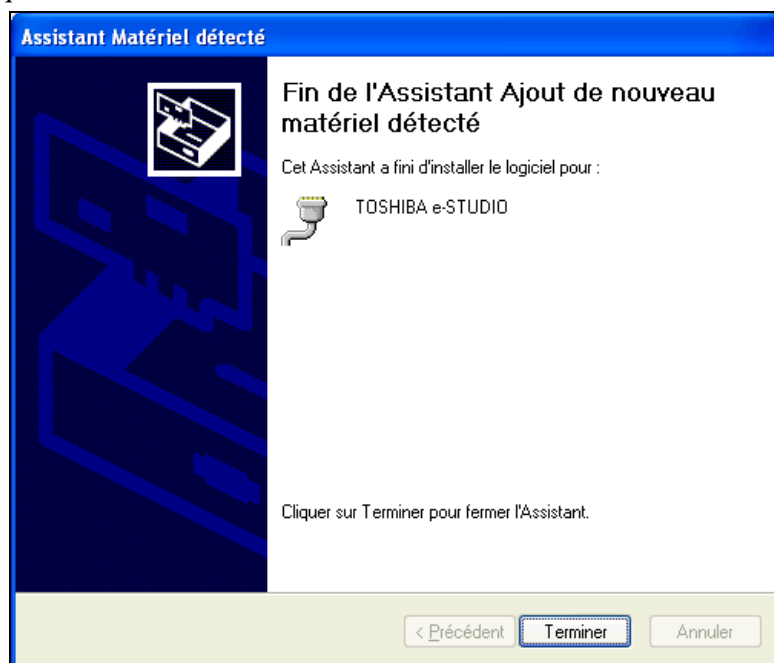 Assistant Matériel détecté
Fin de l'Assistant Ajout de nouveau
matériel détecté
Cet Assistant a fini d'installer le logiciel pour :
TOSHIBA e-STUDIO
Cliquer sur Terminer pour fermer l'Assistant.
< Précédent Terminer Annuler